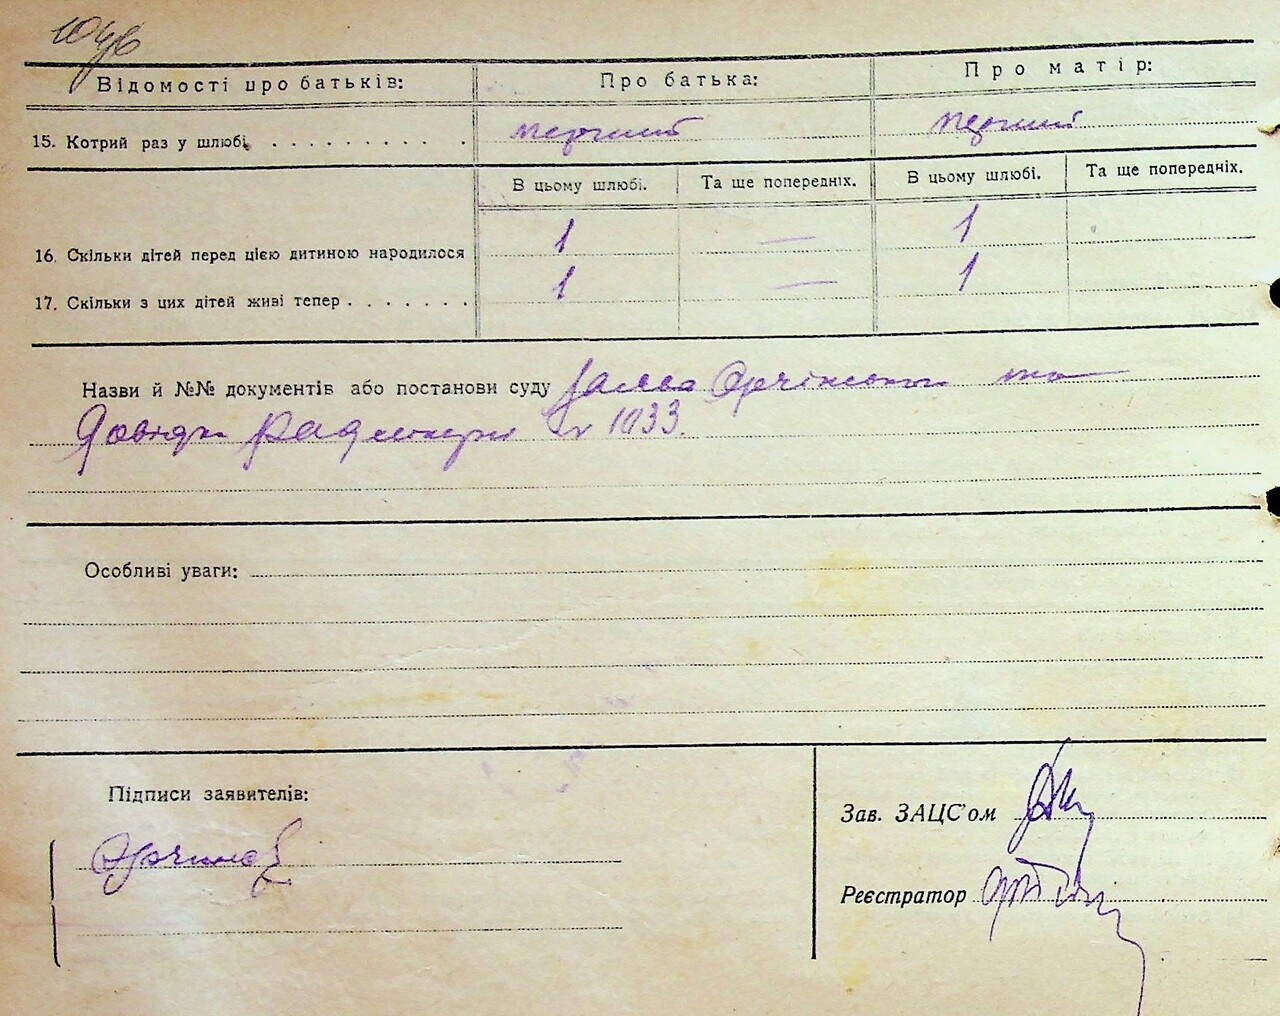 Відомості про батьків: Про батька: Про матір:
15. Котрий раз у шлюбі, . . . . . . . . . . . перший перший
В цьому шлюбі. Та ще попередніх. В цьому шлюбі. Та ще попередніх.
16. Скільки дітей перед цією дитиною народилося 1 — 1
17. Скільки з цих дітей живі тепер . . . . . . . 1 — 1
Назви й №№ документів або постанови суду заява та
Довідка № 1033.
Особливі уваги:
Підписи заявителів:
Зав. ЗАЦС'ом
Реєстратор